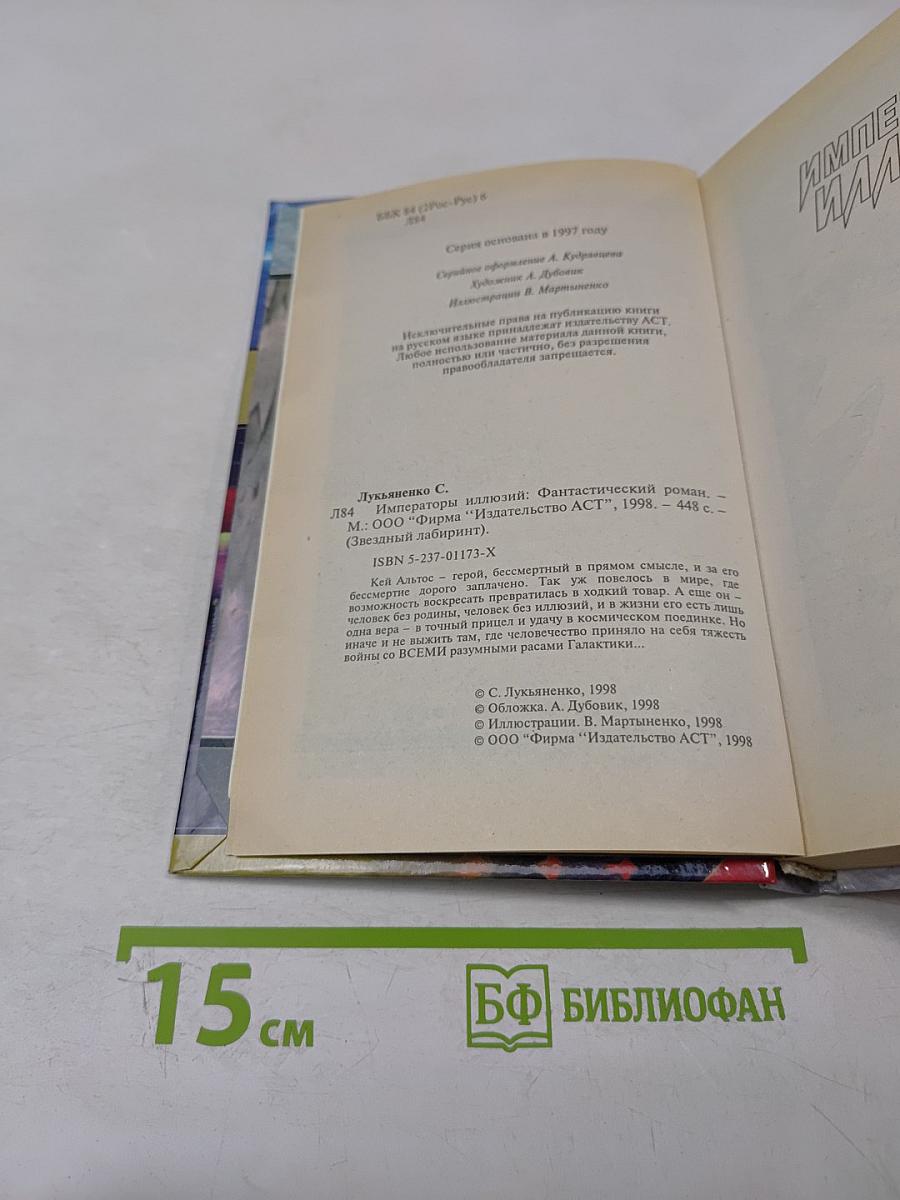 ББК 84 (2Рос-Рус) 6
Л84
Серия основана в 1997 году
Серийное оформление А. Кудрявцева
Художник А. Дубовик
Иллюстрации В. Мартыненко
Исключительные права на публикацию книги
на русском языке принадлежат издательству АСТ.
Любое использование материала данной книги,
полностью или частично, без разрешения
правообладателя запрещается.
Лукьяненко С.
Л84 Императоры иллюзий: Фантастический роман. –
М.: ООО “Фирма “Издательство АСТ”, 1998. – 448 с. –
(Звездный лабиринт).
ISBN 5-237-01173-X
Кей Альтос – герой, бессмертный в прямом смысле, и за его
бессмертие дорого заплачено. Так уж повелось в мире, где
возможность воскресать превратилась в ходкий товар. А еще он –
человек без родины, человек без иллюзий, и в жизни его есть лишь
одна вера – в точный прицел и удачу в космическом поединке. Но
иначе и не выжить там, где человечество приняло на себя тяжесть
войны со ВСЕМИ разумными расами Галактики...
© С. Лукьяненко, 1998
© Обложка. А. Дубовик, 1998
© Иллюстрации. В. Мартыненко, 1998
© ООО “Фирма “Издательство АСТ”, 1998
ИМПЕ
ИЛЛ
15 см
БФ БИБЛИОФАН